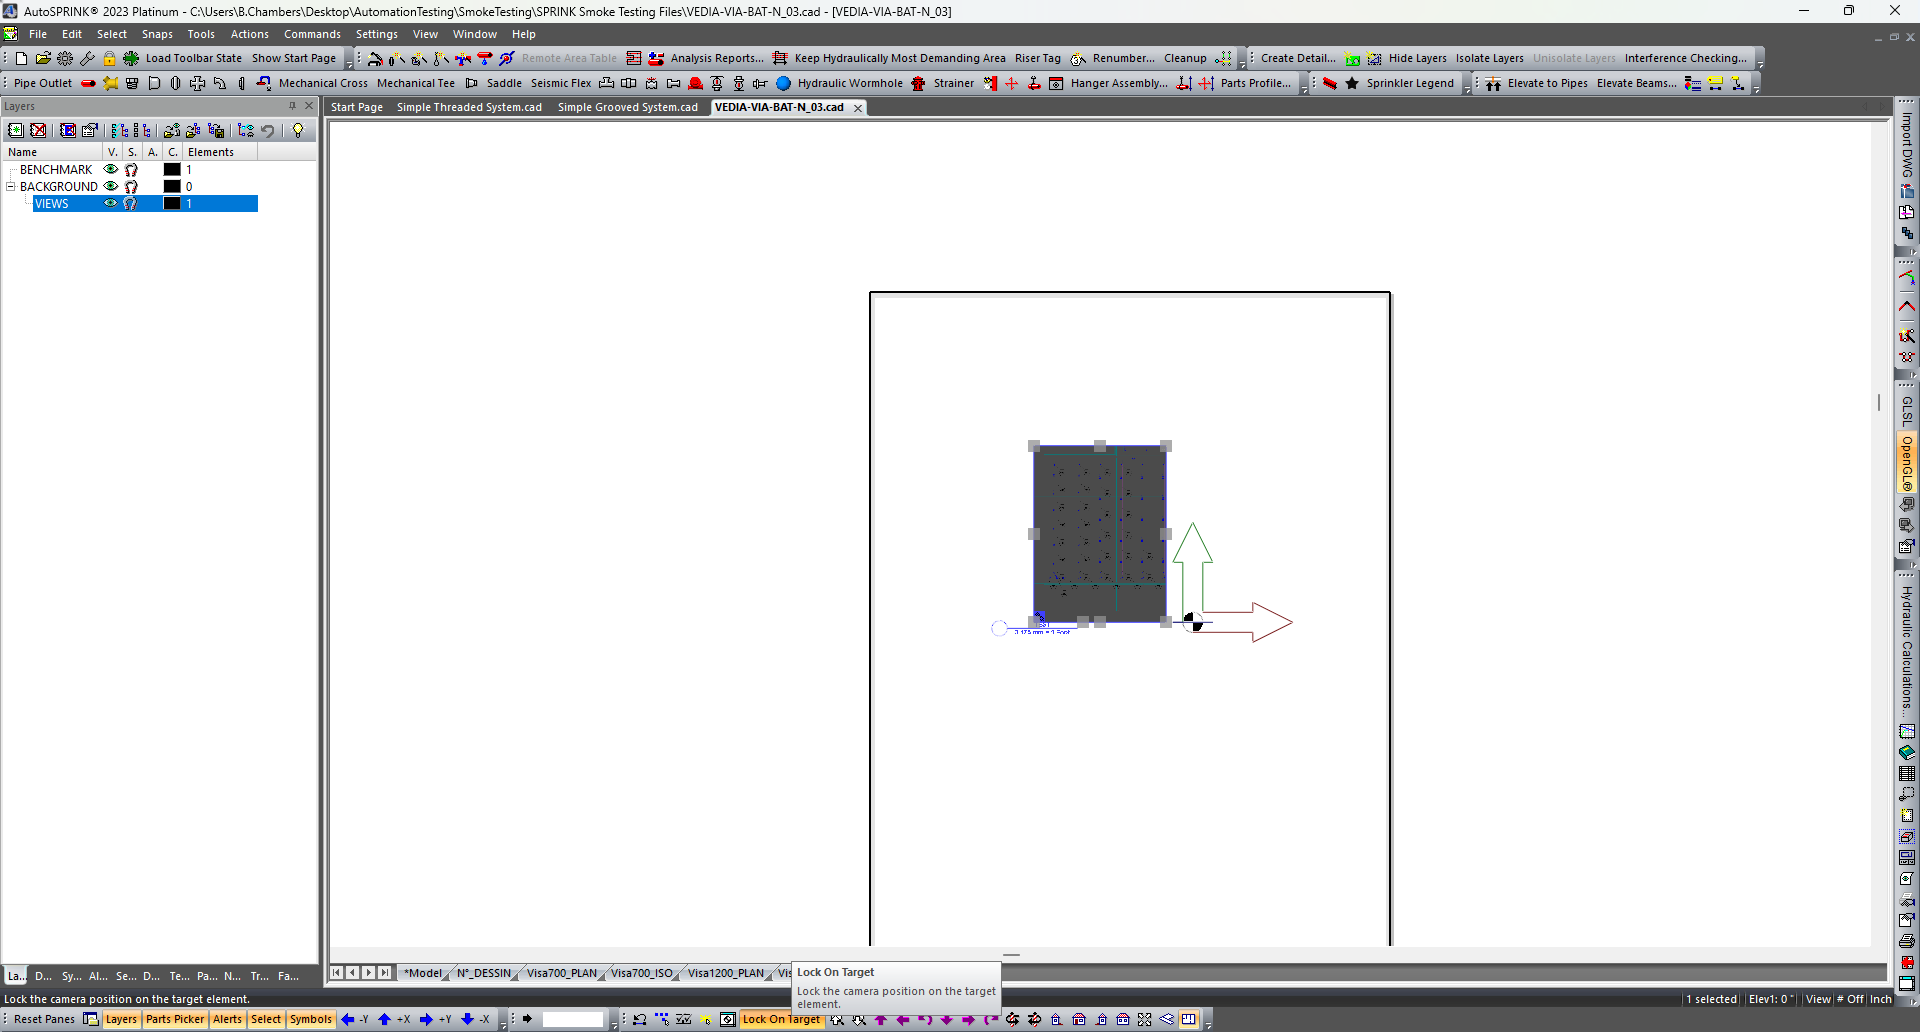 AutoSPRINK® 2023 Platinum - C:\Users\B.Chambers\Desktop\AutomationTesting\SmokeTesting\SPRINK Smoke Testing Files\VEDIA-VIA-BAT-N_03.cad - [VEDIA-VIA-BAT-N_03]
File Edit Select Snaps Tools Actions Commands Settings View Window Help
Load Toolbar State Show Start Page Remote Area Table Analysis Reports... Keep Hydraulically Most Demanding Area Riser Tag Renumber... Cleanup Create Detail... Hide Layers Isolate Layers Unisolate Layers Interference Checking...
Pipe Outlet Mechanical Cross Mechanical Tee Saddle Seismic Flex Hydraulic Wormhole Strainer Hanger Assembly... Parts Profile... Sprinkler Legend Elevate to Pipes Elevate Beams...
Layers
Start Page Simple Threaded System.cad Simple Grooved System.cad VEDIA-VIA-BAT-N_03.cad
Name V. S. A. C. Elements
BENCHMARK 1
BACKGROUND 0
VIEWS 1
Import DWG
GLSL
OpenGL®
Hydraulic Calculations...
La... D... Sy... Al... Se... D... Te... Pa... N... Tr... Fa...
*Model N°_DESSIN Visa700_PLAN Visa700_ISO Visa1200_PLAN Vis
Lock On Target
Lock the camera position on the target
element.
Lock the camera position on the target element.
1 selected Elev1: 0" View # Off Inch
Reset Panes Layers Parts Picker Alerts Select Symbols -Y +X +Y -X Lock On Target